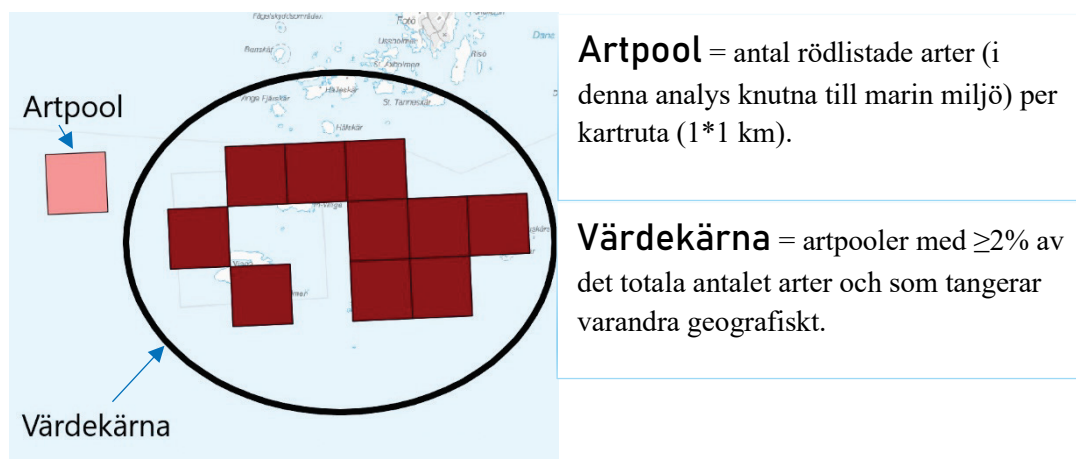 Artpool
Värdekärna
Artpool = antal rödlistade arter (i
denna analys knutna till marin miljö) per
kartruta (1*1 km).
Värdekärna = artpooler med ≥2% av
det totala antalet arter och som tangerar
varandra geografiskt.